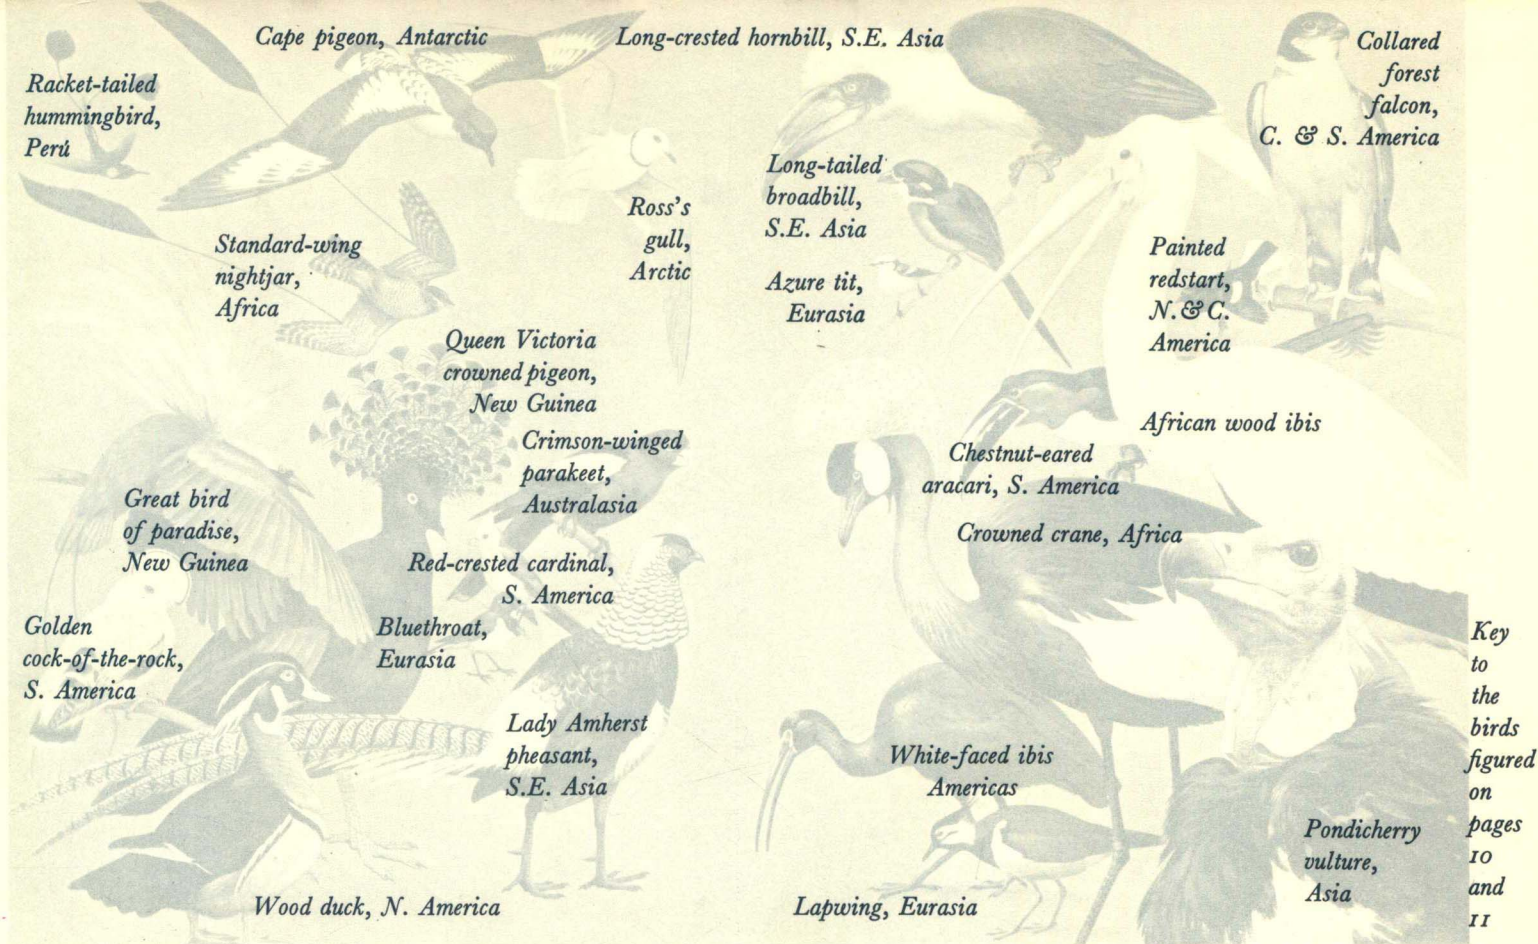 Cape pigeon, Antarctic
Long-crested hornbill, S.E. Asia
Collared
forest
falcon,
C. & S. America
Racket-tailed
hummingbird,
Perú
Long-tailed
broadbill,
S.E. Asia
Ross's
gull,
Arctic
Standard-wing
nightjar,
Africa
Azure tit,
Eurasia
Painted
redstart,
N. & C.
America
Queen Victoria
crowned pigeon,
New Guinea
Crimson-winged
parakeet,
Australasia
African wood ibis
Chestnut-eared
aracari, S. America
Great bird
of paradise,
New Guinea
Crowned crane, Africa
Red-crested cardinal,
S. America
Golden
cock-of-the-rock,
S. America
Bluethroat,
Eurasia
Lady Amherst
pheasant,
S.E. Asia
White-faced ibis
Americas
Pondicherry
vulture,
Asia
Wood duck, N. America
Lapwing, Eurasia
Key
to
the
birds
figured
on
pages
10
and
11